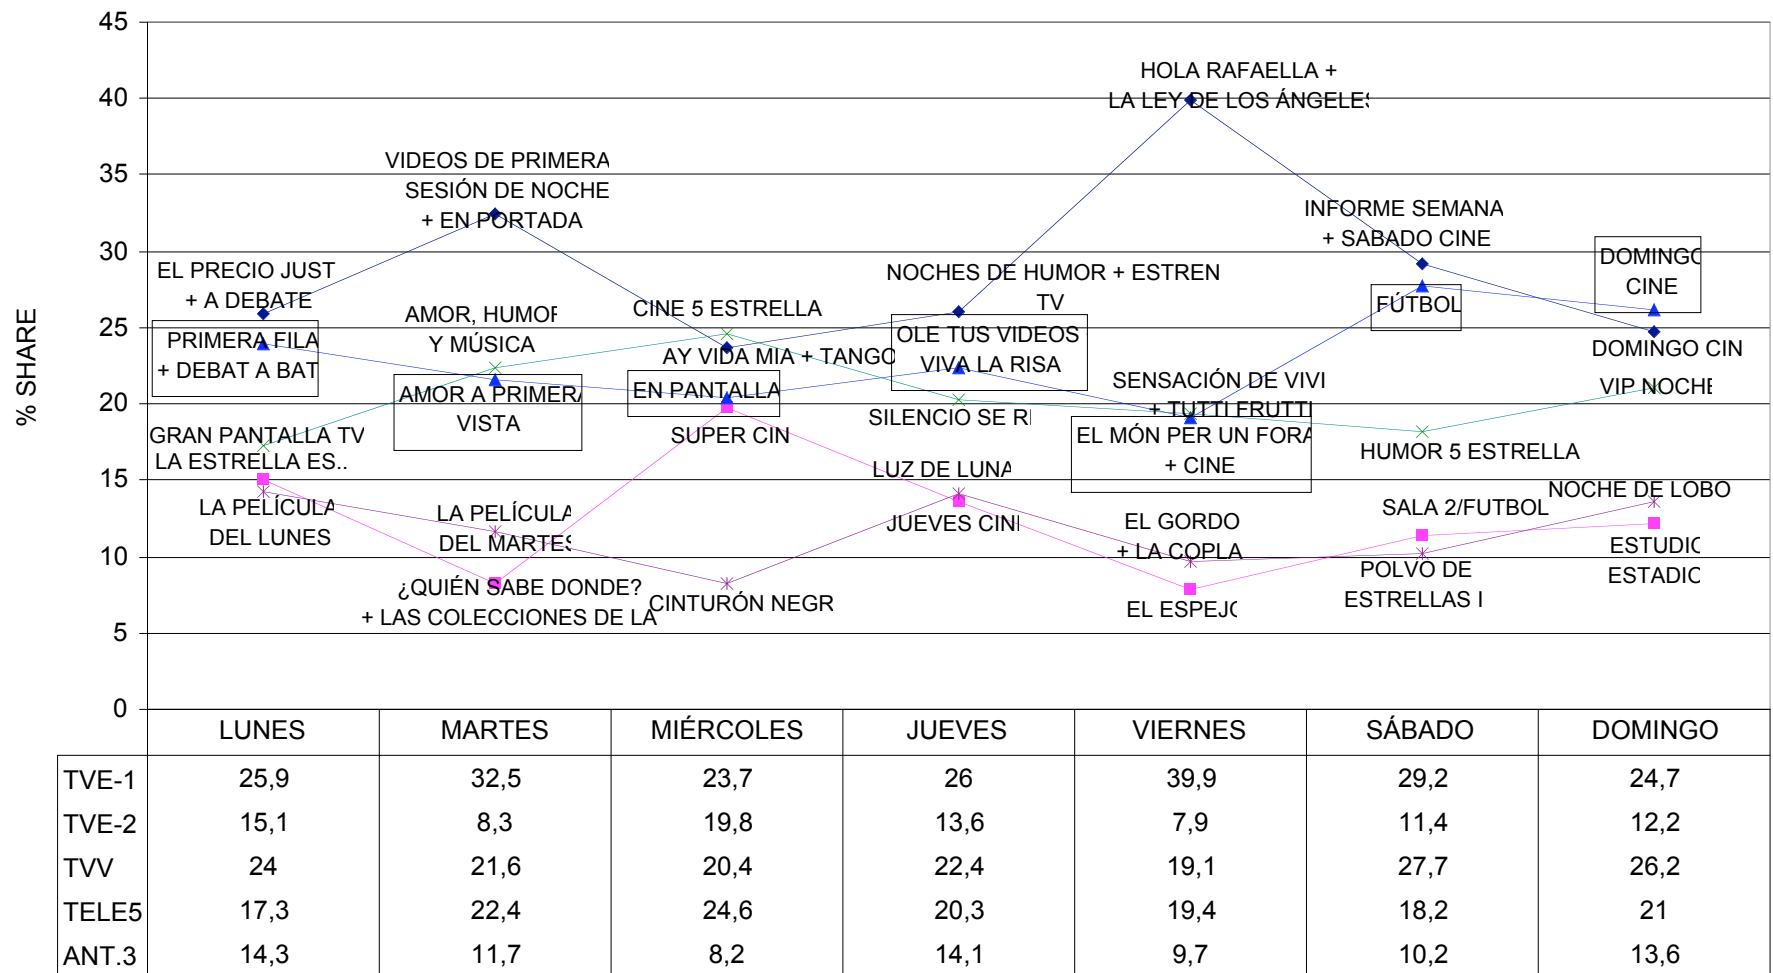 45
40
35
30
25
20
15
10
5
0
% SHARE
HOLA RAFAELLA +
LA LEY DE LOS ÁNGELES
VIDEOS DE PRIMERA
SESIÓN DE NOCHE
+ EN PORTADA
INFORME SEMANA
+ SABADO CINE
DOMINGO
CINE
EL PRECIO JUST
+ A DEBATE
NOCHES DE HUMOR + ESTREN
TV
AMOR, HUMOR
Y MÚSICA
CINE 5 ESTRELLA
FÚTBOL
PRIMERA FILA
+ DEBAT A BAT
OLE TUS VIDEOS
VIVA LA RISA
AY VIDA MIA + TANGO
DOMINGO CIN
AMOR A PRIMERA
VISTA
EN PANTALLA
SENSACIÓN DE VIVI
+ TUTTI FRUTTI
VIP NOCHE
SILENCIO SE RI
GRAN PANTALLA TV
LA ESTRELLA ES..
SUPER CIN
EL MÓN PER UN FORA
+ CINE
HUMOR 5 ESTRELLA
LUZ DE LUNA
LA PELÍCULA
DEL LUNES
LA PELÍCULA
DEL MARTES
JUEVES CINE
EL GORDO
+ LA COPLA
SALA 2/FUTBOL
NOCHE DE LOBO
ESTUDIO
ESTADIO
¿QUIÉN SABE DONDE?
+ LAS COLECCIONES DE LA
CINTURÓN NEGR
EL ESPEJO
POLVO DE
ESTRELLAS I
LUNES MARTES MIÉRCOLES JUEVES VIERNES SÁBADO DOMINGO
TVE-1 25,9 32,5 23,7 26 39,9 29,2 24,7
TVE-2 15,1 8,3 19,8 13,6 7,9 11,4 12,2
TVV 24 21,6 20,4 22,4 19,1 27,7 26,2
TELE5 17,3 22,4 24,6 20,3 19,4 18,2 21
ANT.3 14,3 11,7 8,2 14,1 9,7 10,2 13,6